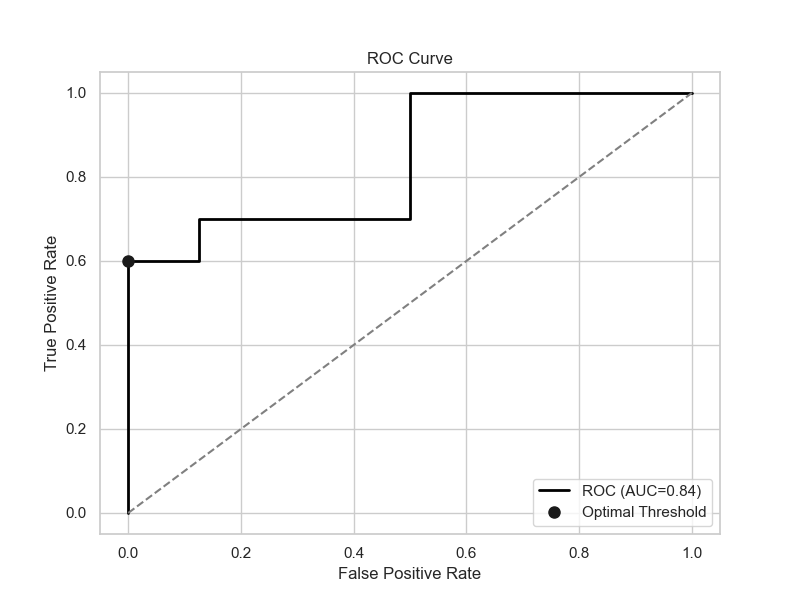 ROC Curve
True Positive Rate
1.0
0.8
0.6
0.4
0.2
0.0
ROC (AUC=0.84)
Optimal Threshold
0.0 0.2 0.4 0.6 0.8 1.0
False Positive Rate